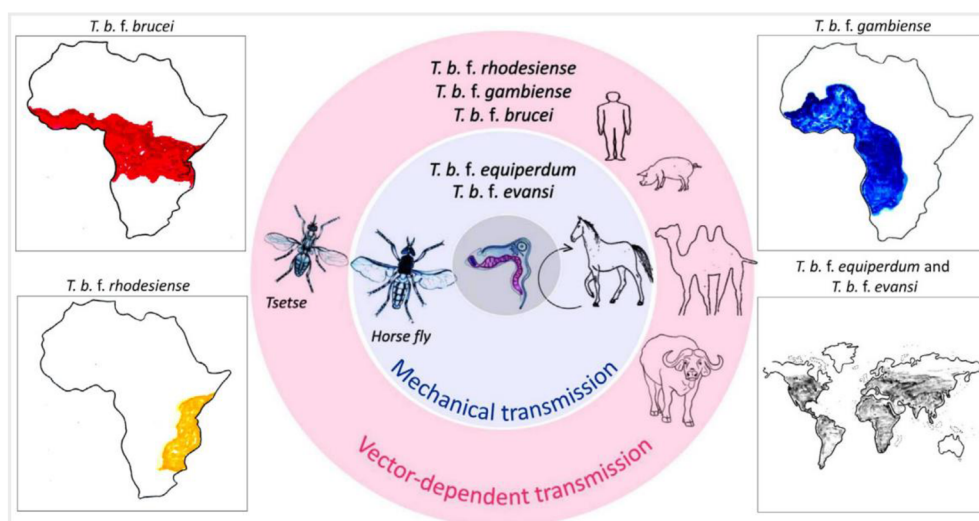 T. b. f. brucei
T. b. f. rhodesiense
T. b. f. rhodesiense
T. b. f. gambiense
T. b. f. brucei
T. b. f. equiperdum
T. b. f. evansi
Tsetse
Horse fly
Mechanical transmission
Vector-dependent transmission
T. b. f. gambiense
T. b. f. equiperdum and
T. b. f. evansi